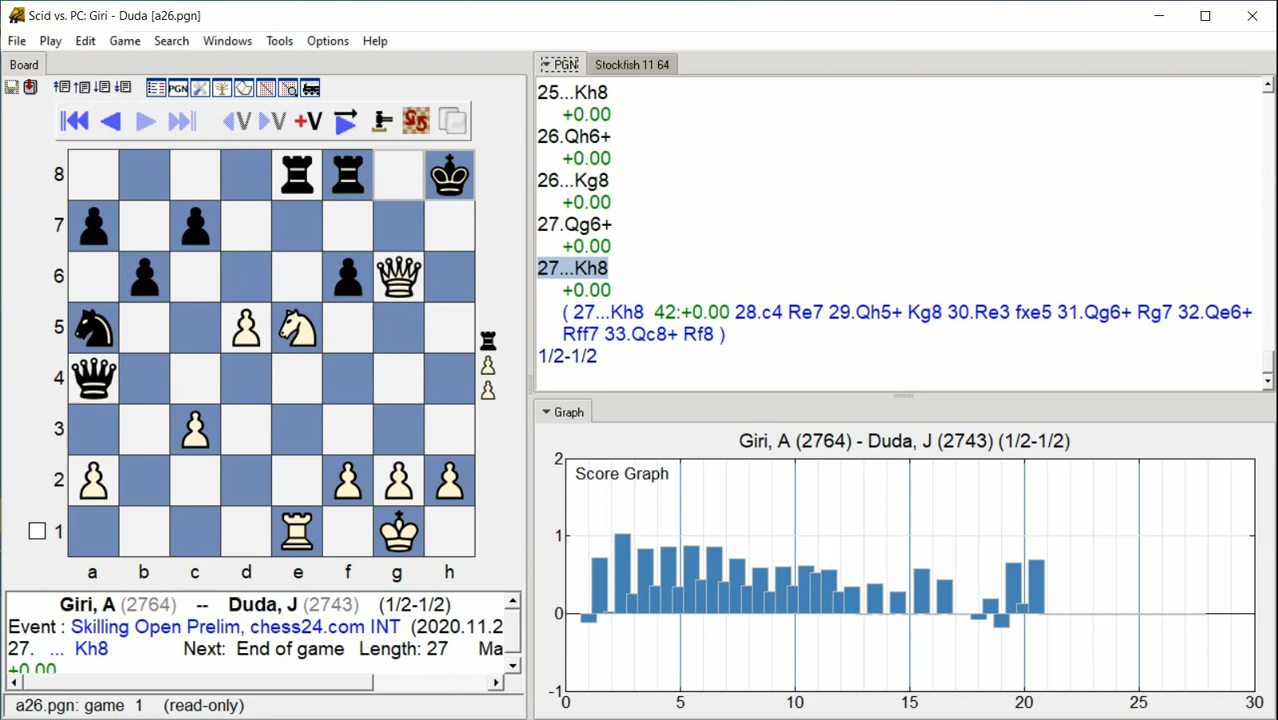 Scid vs. PC: Giri - Duda [a26.pgn]
File Play Edit Game Search Windows Tools Options Help
Board
PGN
V V +V
8
7
6
5
4
3
2
1
a b c d e f g h
Giri, A (2764) -- Duda, J (2743) (1/2-1/2)
Event : Skilling Open Prelim, chess24.com INT (2020.11.2
27. ... Kh8 Next: End of game Length: 27 Ma
+0.00
a26.pgn: game 1 (read-only)
PGN Stockfish 11 64
25...Kh8
+0.00
26.Qh6+
+0.00
26...Kg8
+0.00
27.Qg6+
+0.00
27...Kh8
+0.00
( 27...Kh8 42:+0.00 28.c4 Re7 29.Qh5+ Kg8 30.Re3 fxe5 31.Qg6+ Rg7 32.Qe6+
Rff7 33.Qc8+ Rf8 )
1/2-1/2
Graph
Giri, A (2764) - Duda, J (2743) (1/2-1/2)
Score Graph
2
1
0
-1
0 5 10 15 20 25 30